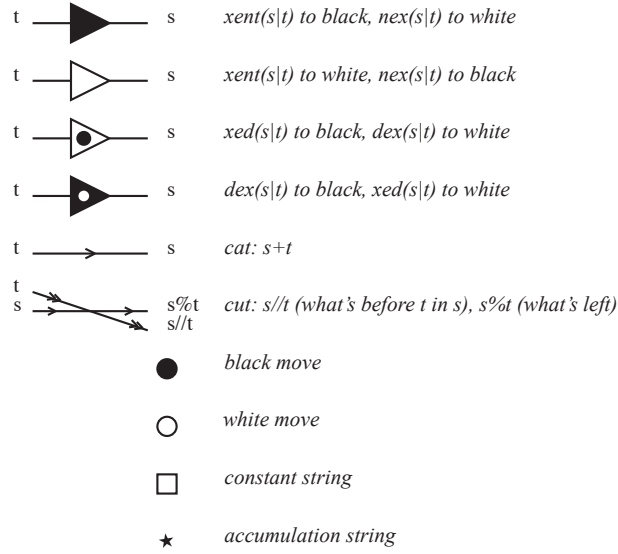 t s xent(s|t) to black, nex(s|t) to white
t s xent(s|t) to white, nex(s|t) to black
t s xed(s|t) to black, dex(s|t) to white
t s dex(s|t) to black, xed(s|t) to white
t s cat: s+t
t
s s%t cut: s//t (what's before t in s), s%t (what's left)
s//t
black move
white move
constant string
accumulation string